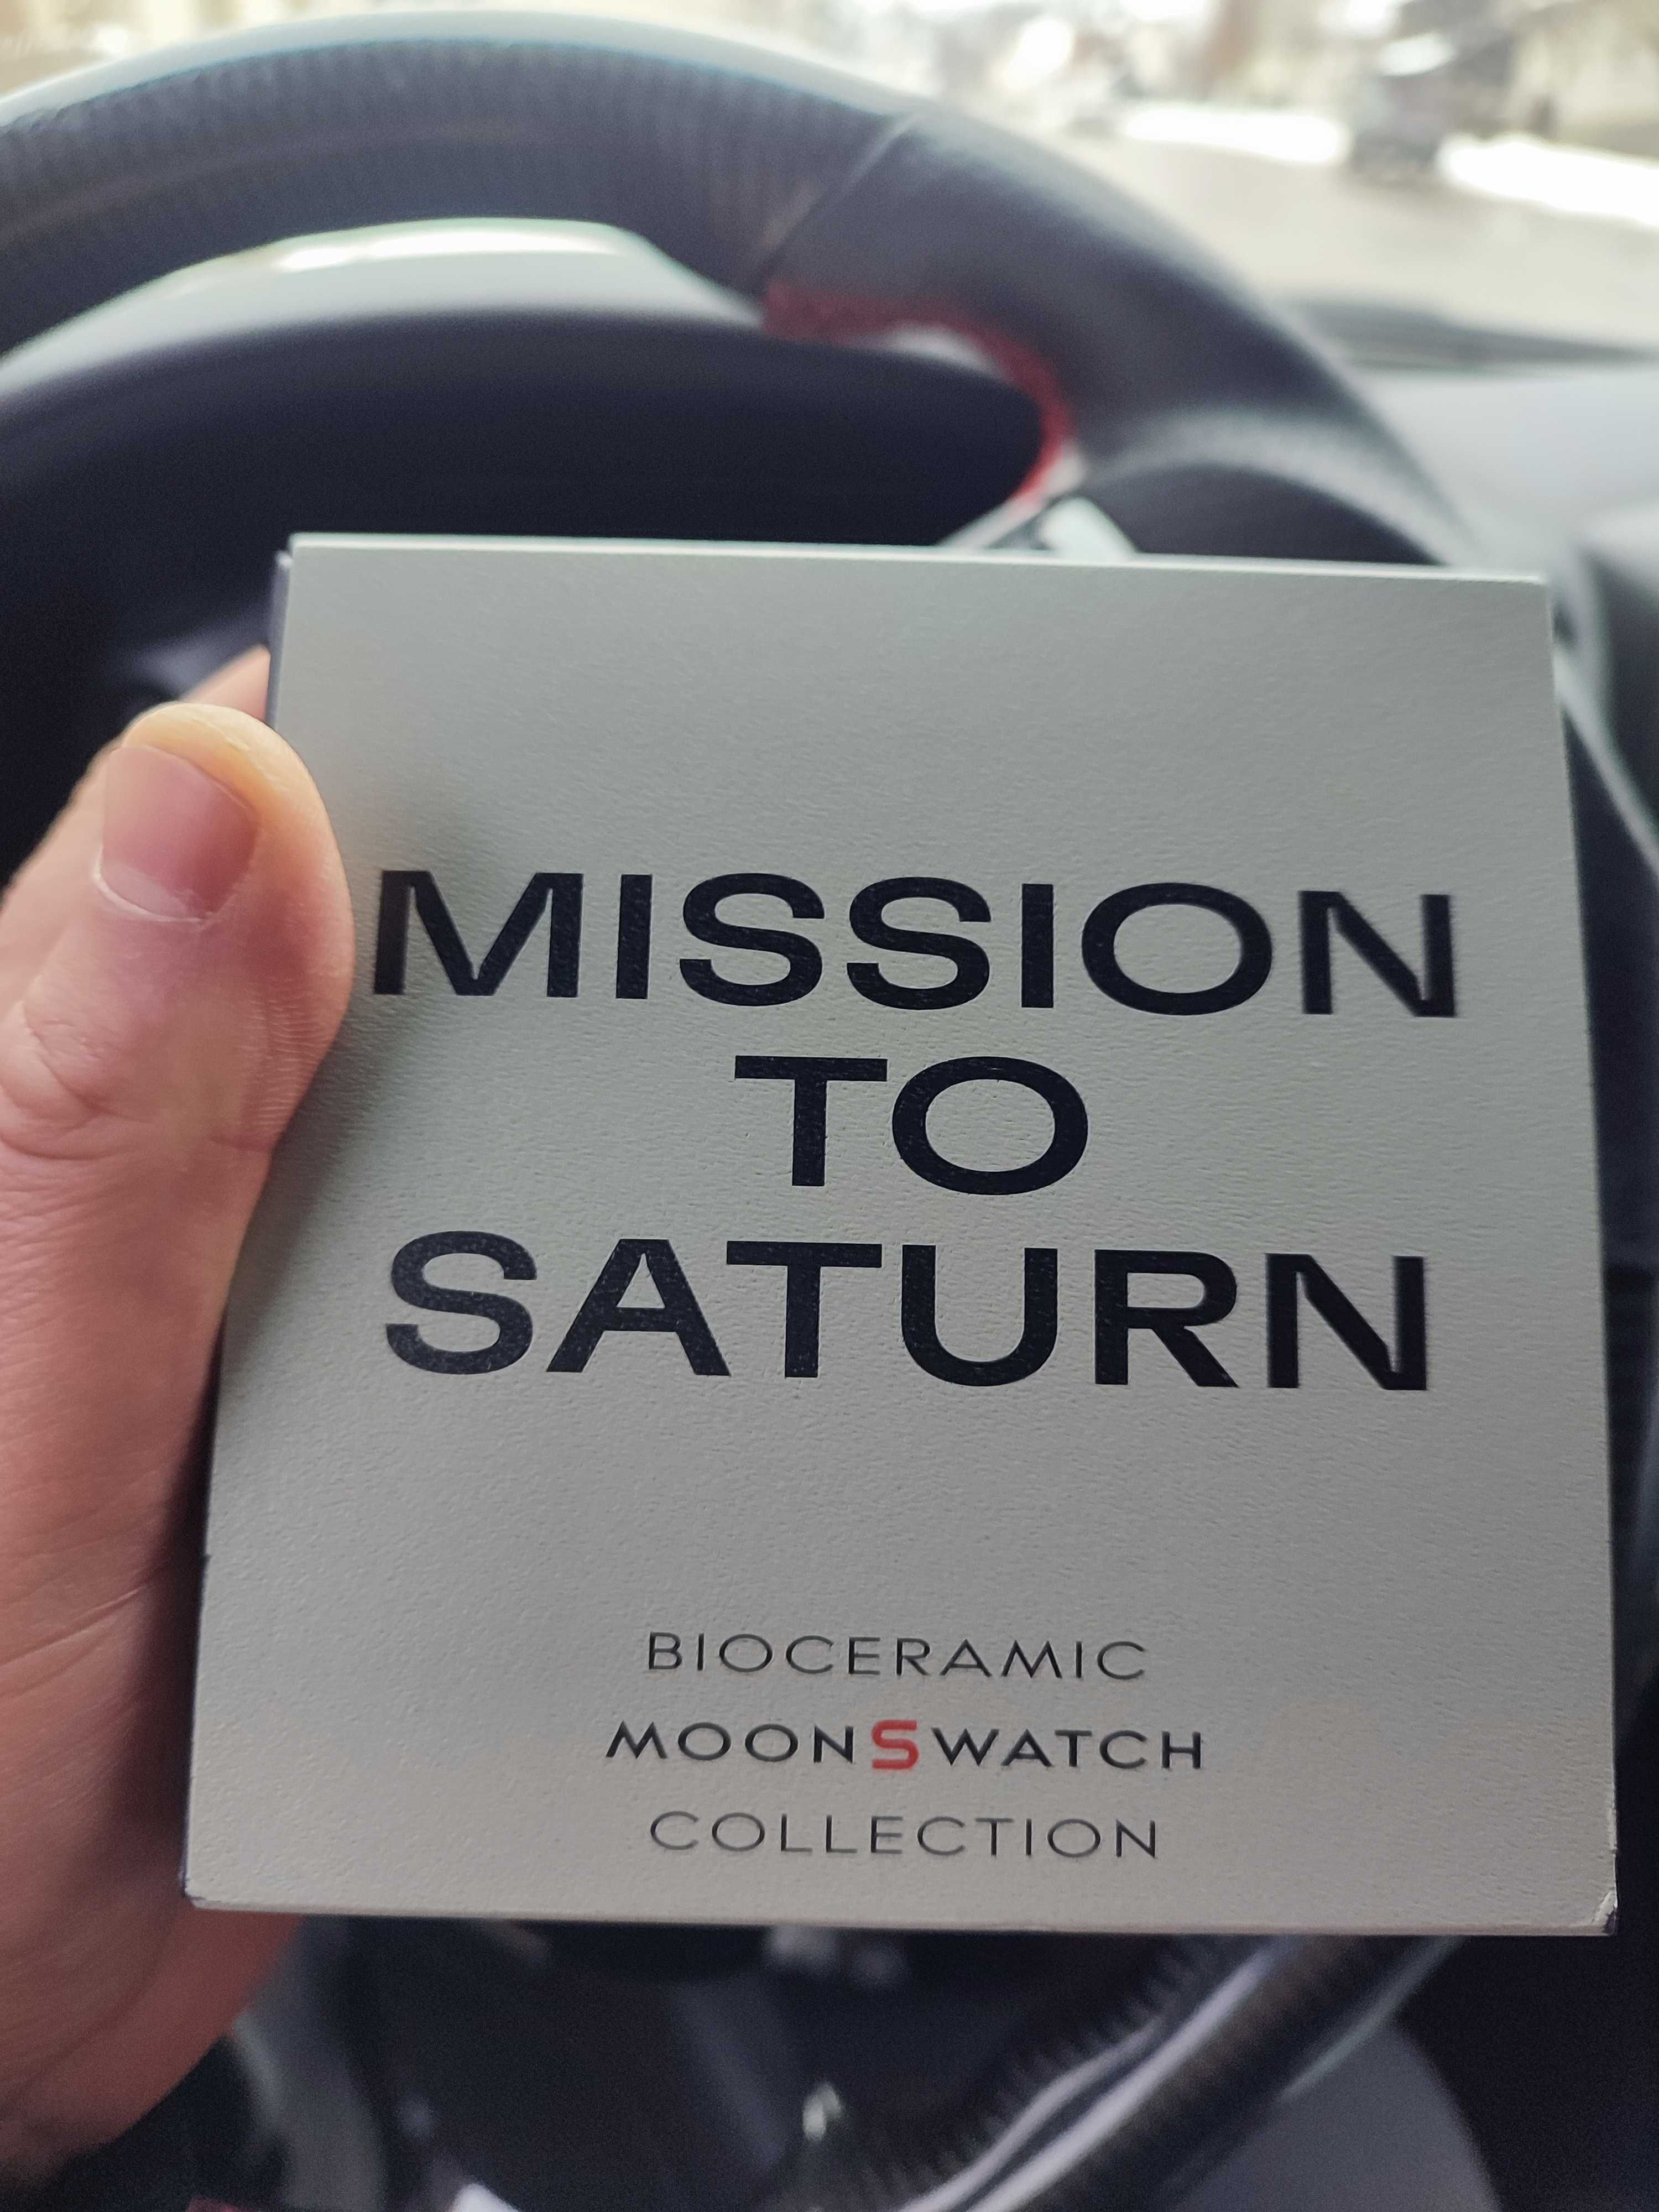 MISSION
TO
SATURN
BIOCERAMIC
MOONSWATCH
COLLECTION